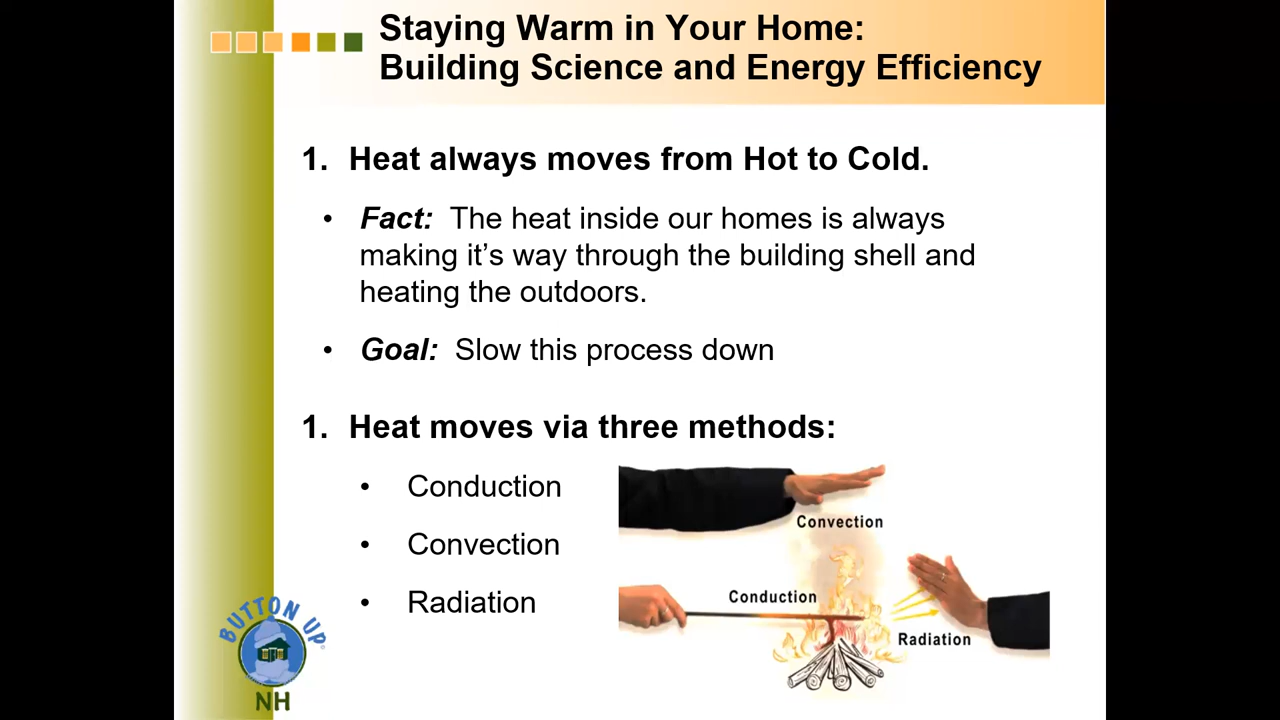 Staying Warm in Your Home:
Building Science and Energy Efficiency
1. Heat always moves from Hot to Cold.
• Fact: The heat inside our homes is always
making it’s way through the building shell and
heating the outdoors.
• Goal: Slow this process down
1. Heat moves via three methods:
• Conduction
• Convection
• Radiation
Convection
Conduction
Radiation
BUTTON UP
NH